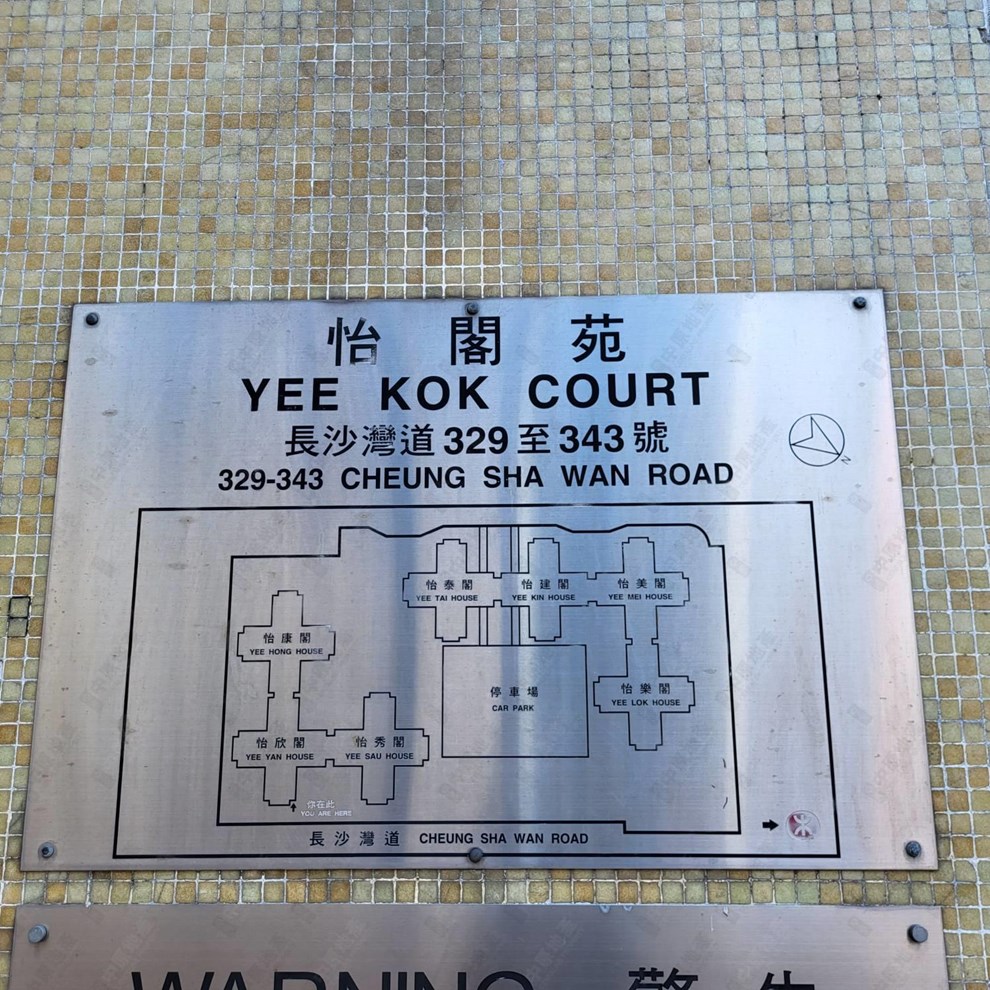 怡閣苑
YEE KOK COURT
長沙灣道329至343號
329-343 CHEUNG SHA WAN ROAD
N
怡泰閣
YEE TAI HOUSE
怡建閣
YEE KIN HOUSE
怡美閣
YEE MEI HOUSE
怡康閣
YEE HONG HOUSE
停車場
CAR PARK
怡樂閣
YEE LOK HOUSE
怡欣閣
YEE YAN HOUSE
怡秀閣
YEE SAU HOUSE
你在此
YOU ARE HERE
長沙灣道 CHEUNG SHA WAN ROAD
WARNING 警告